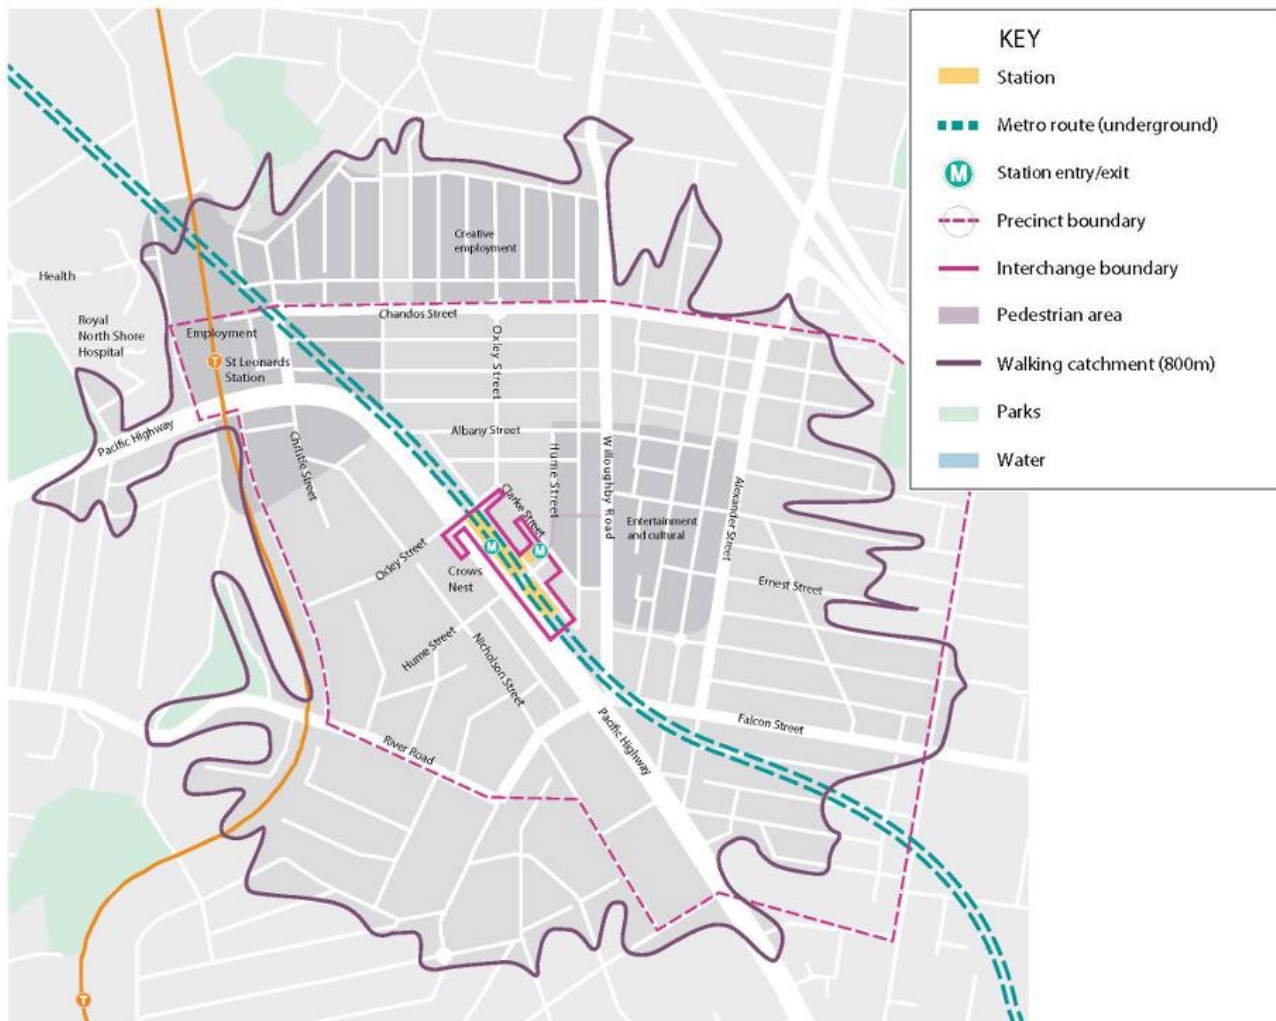 KEY
Station
Metro route (underground)
M
Station entry/exit
Precinct boundary
Interchange boundary
Pedestrian area
Walking catchment (800m)
Parks
Water
Creative
employment
Health
Royal
North Shore
Hospital
Employment
T
St Leonards
Station
Chandos Street
Oxley Street
Pacific Highway
Christie Street
Albany Street
Hume Street
Willoughby Road
Clarke Street
Alexander Street
Entertainment
and cultural
M
M
Oxley Street
Crows
Nest
Ernest Street
Hume Street
Nicholson Street
River Road
Pacific Highway
Falcon Street
T